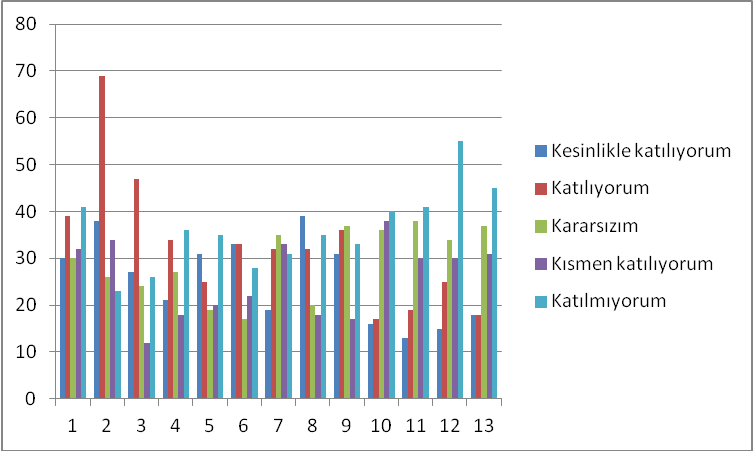 80
70
60
50
40
30
20
10
0
1 2 3 4 5 6 7 8 9 10 11 12 13
Kesinlikle katılıyorum
Katılıyorum
Kararsızım
Kısmen katılıyorum
Katılmıyorum